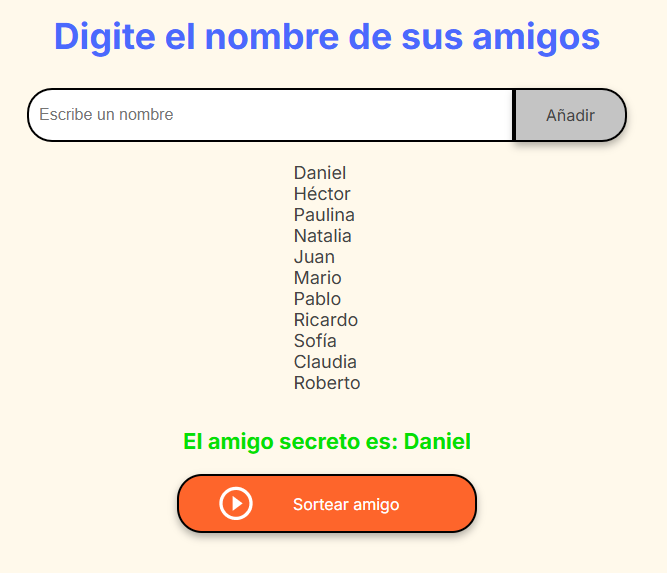 Digite el nombre de sus amigos
Escribe un nombre
Añadir
Daniel
Héctor
Paulina
Natalia
Juan
Mario
Pablo
Ricardo
Sofía
Claudia
Roberto
El amigo secreto es: Daniel
Sortear amigo